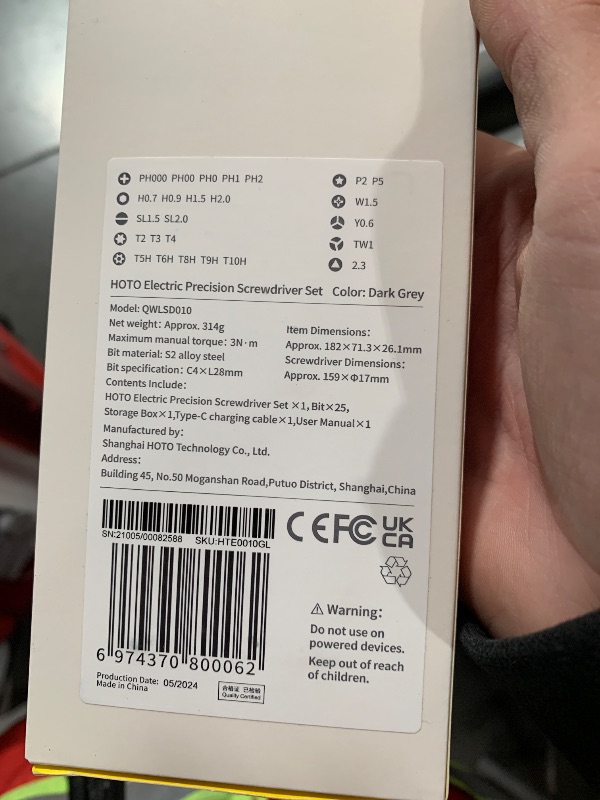 PH000 PH00 PH0 PH1 PH2
H0.7 H0.9 H1.5 H2.0
SL1.5 SL2.0
T2 T3 T4
T5H T6H T8H T9H T10H
P2 P5
W1.5
Y0.6
TW1
2.3
HOTO Electric Precision Screwdriver Set Color: Dark Grey
Model: QWLSD010
Net weight: Approx. 314g
Maximum manual torque: 3N·m
Bit material: S2 alloy steel
Bit specification: C4×L28mm
Item Dimensions:
Approx. 182×71.3×26.1mm
Screwdriver Dimensions:
Approx. 159×Φ17mm
Contents Include:
HOTO Electric Precision Screwdriver Set ×1, Bit×25,
Storage Box×1,Type-C charging cable×1,User Manual×1
Manufactured by:
Shanghai HOTO Technology Co., Ltd.
Address:
Building 45, No.50 Moganshan Road,Putuo District, Shanghai,China
SN:21005/00082588 SKU:HTE0010GL
CE FC UK
CA
6 974370 800062
Production Date: 05/2024
Made in China
合格证 已检验
Quality Certified
Warning:
Do not use on
powered devices.
Keep out of reach
of children.